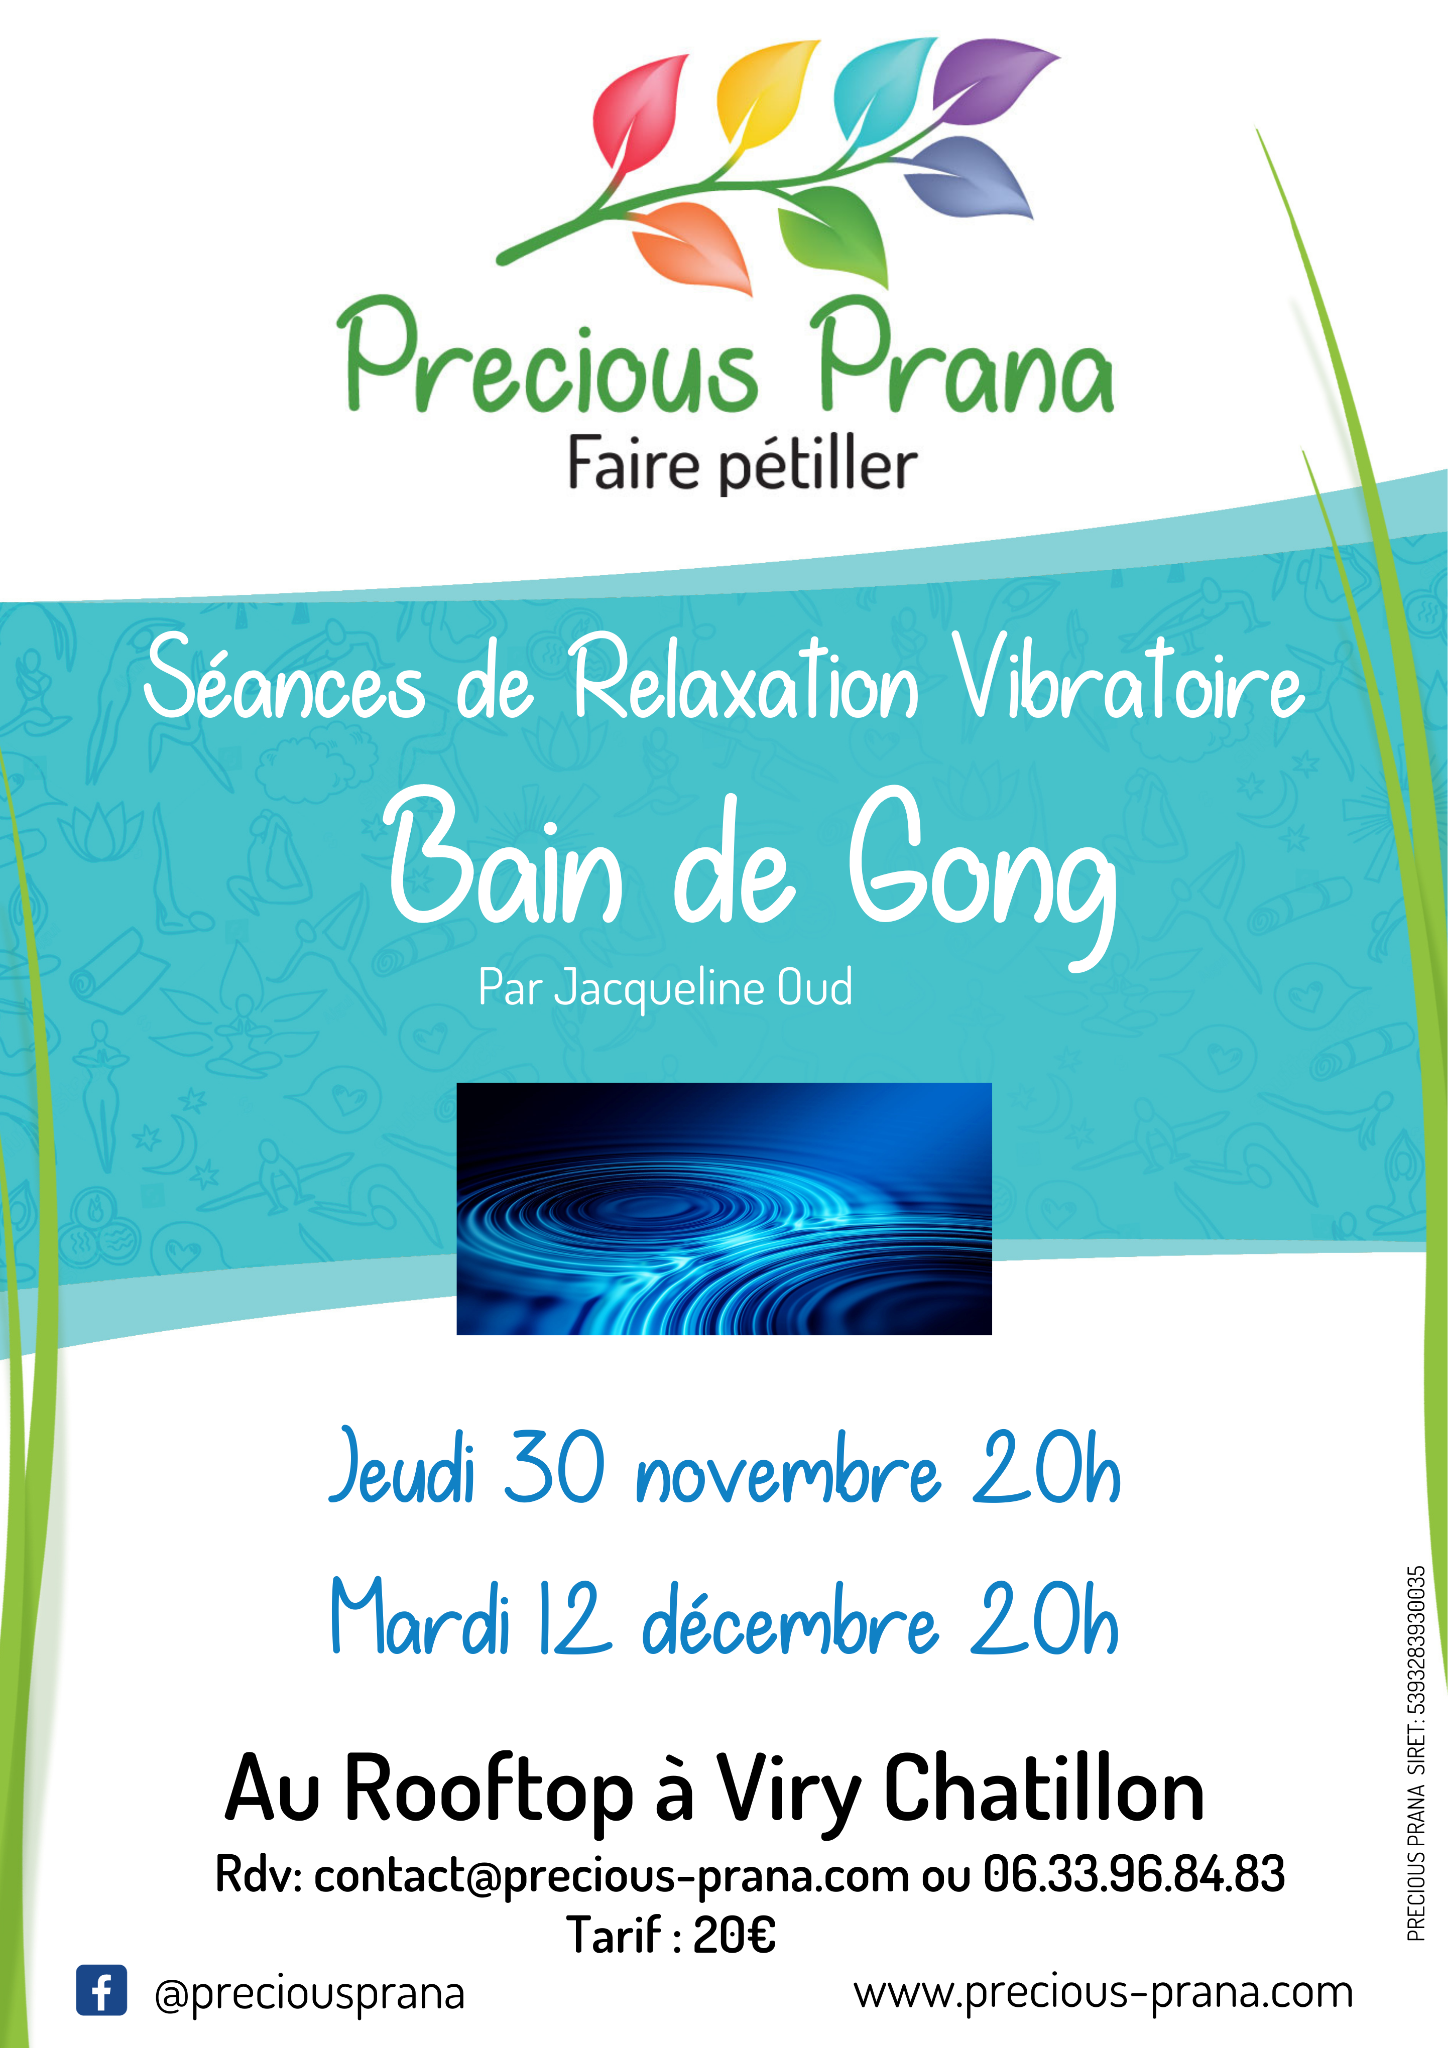 Precious Prana
Faire pétiller
Séances de Relaxation Vibratoire
Bain de Gong
Par Jacqueline Oud
Jeudi 30 novembre 20h
Mardi 12 décembre 20h
Au Rooftop à Viry Chatillon
Rdv: contact@precious-prana.com ou 06.33.96.84.83
Tarif : 20€
@preciousprana
www.precious-prana.com
PRECIOUS PRANA SIRET: 53932839300035